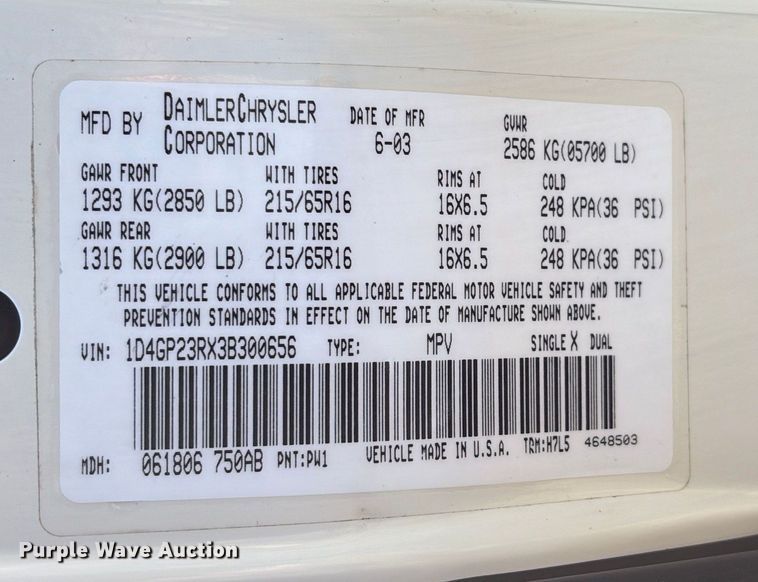 MFD BY DAIMLERCHRYSLER CORPORATION DATE OF MFR 6-03 GVWR 2586 KG(05700 LB)
GAWR FRONT WITH TIRES RIMS AT COLD
1293 KG(2850 LB) 215/65R16 16X6.5 248 KPA(36 PSI)
GAWR REAR WITH TIRES RIMS AT COLD
1316 KG(2900 LB) 215/65R16 16X6.5 248 KPA(36 PSI)
THIS VEHICLE CONFORMS TO ALL APPLICABLE FEDERAL MOTOR VEHICLE SAFETY AND THEFT
PREVENTION STANDARDS IN EFFECT ON THE DATE OF MANUFACTURE SHOWN ABOVE.
VIN: 1D4GP23RX3B300656 TYPE: MPV SINGLE X DUAL
MDH: 061806 750AB PNT:PW1 VEHICLE MADE IN U.S.A. TRM:H7L5 4648503
Purple Wave Auction